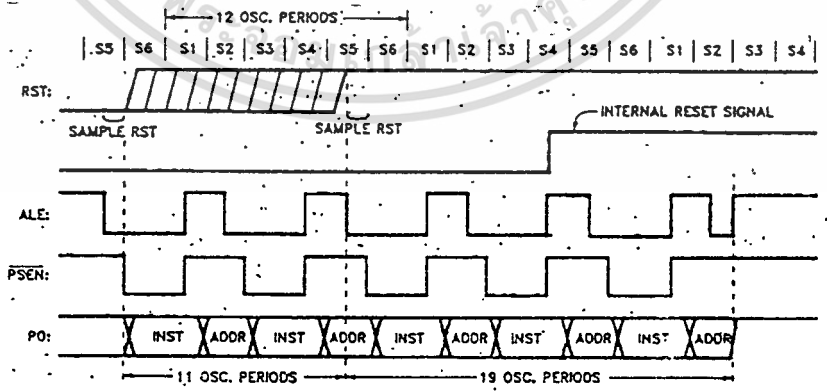 12 OSC. PERIODS
S5 | S6 | S1 | S2 | S3 | S4 | S5 | S6 | S1 | S2 | S3 | S4 | S5 | S6 | S1 | S2 | S3 | S4
RST:
INTERNAL RESET SIGNAL
SAMPLE RST SAMPLE RST
ALE:
PSEN:
PO: INST ADDR INST ADDR INST ADDR INST ADDR INST ADDR
11 OSC. PERIODS 19 OSC. PERIODS